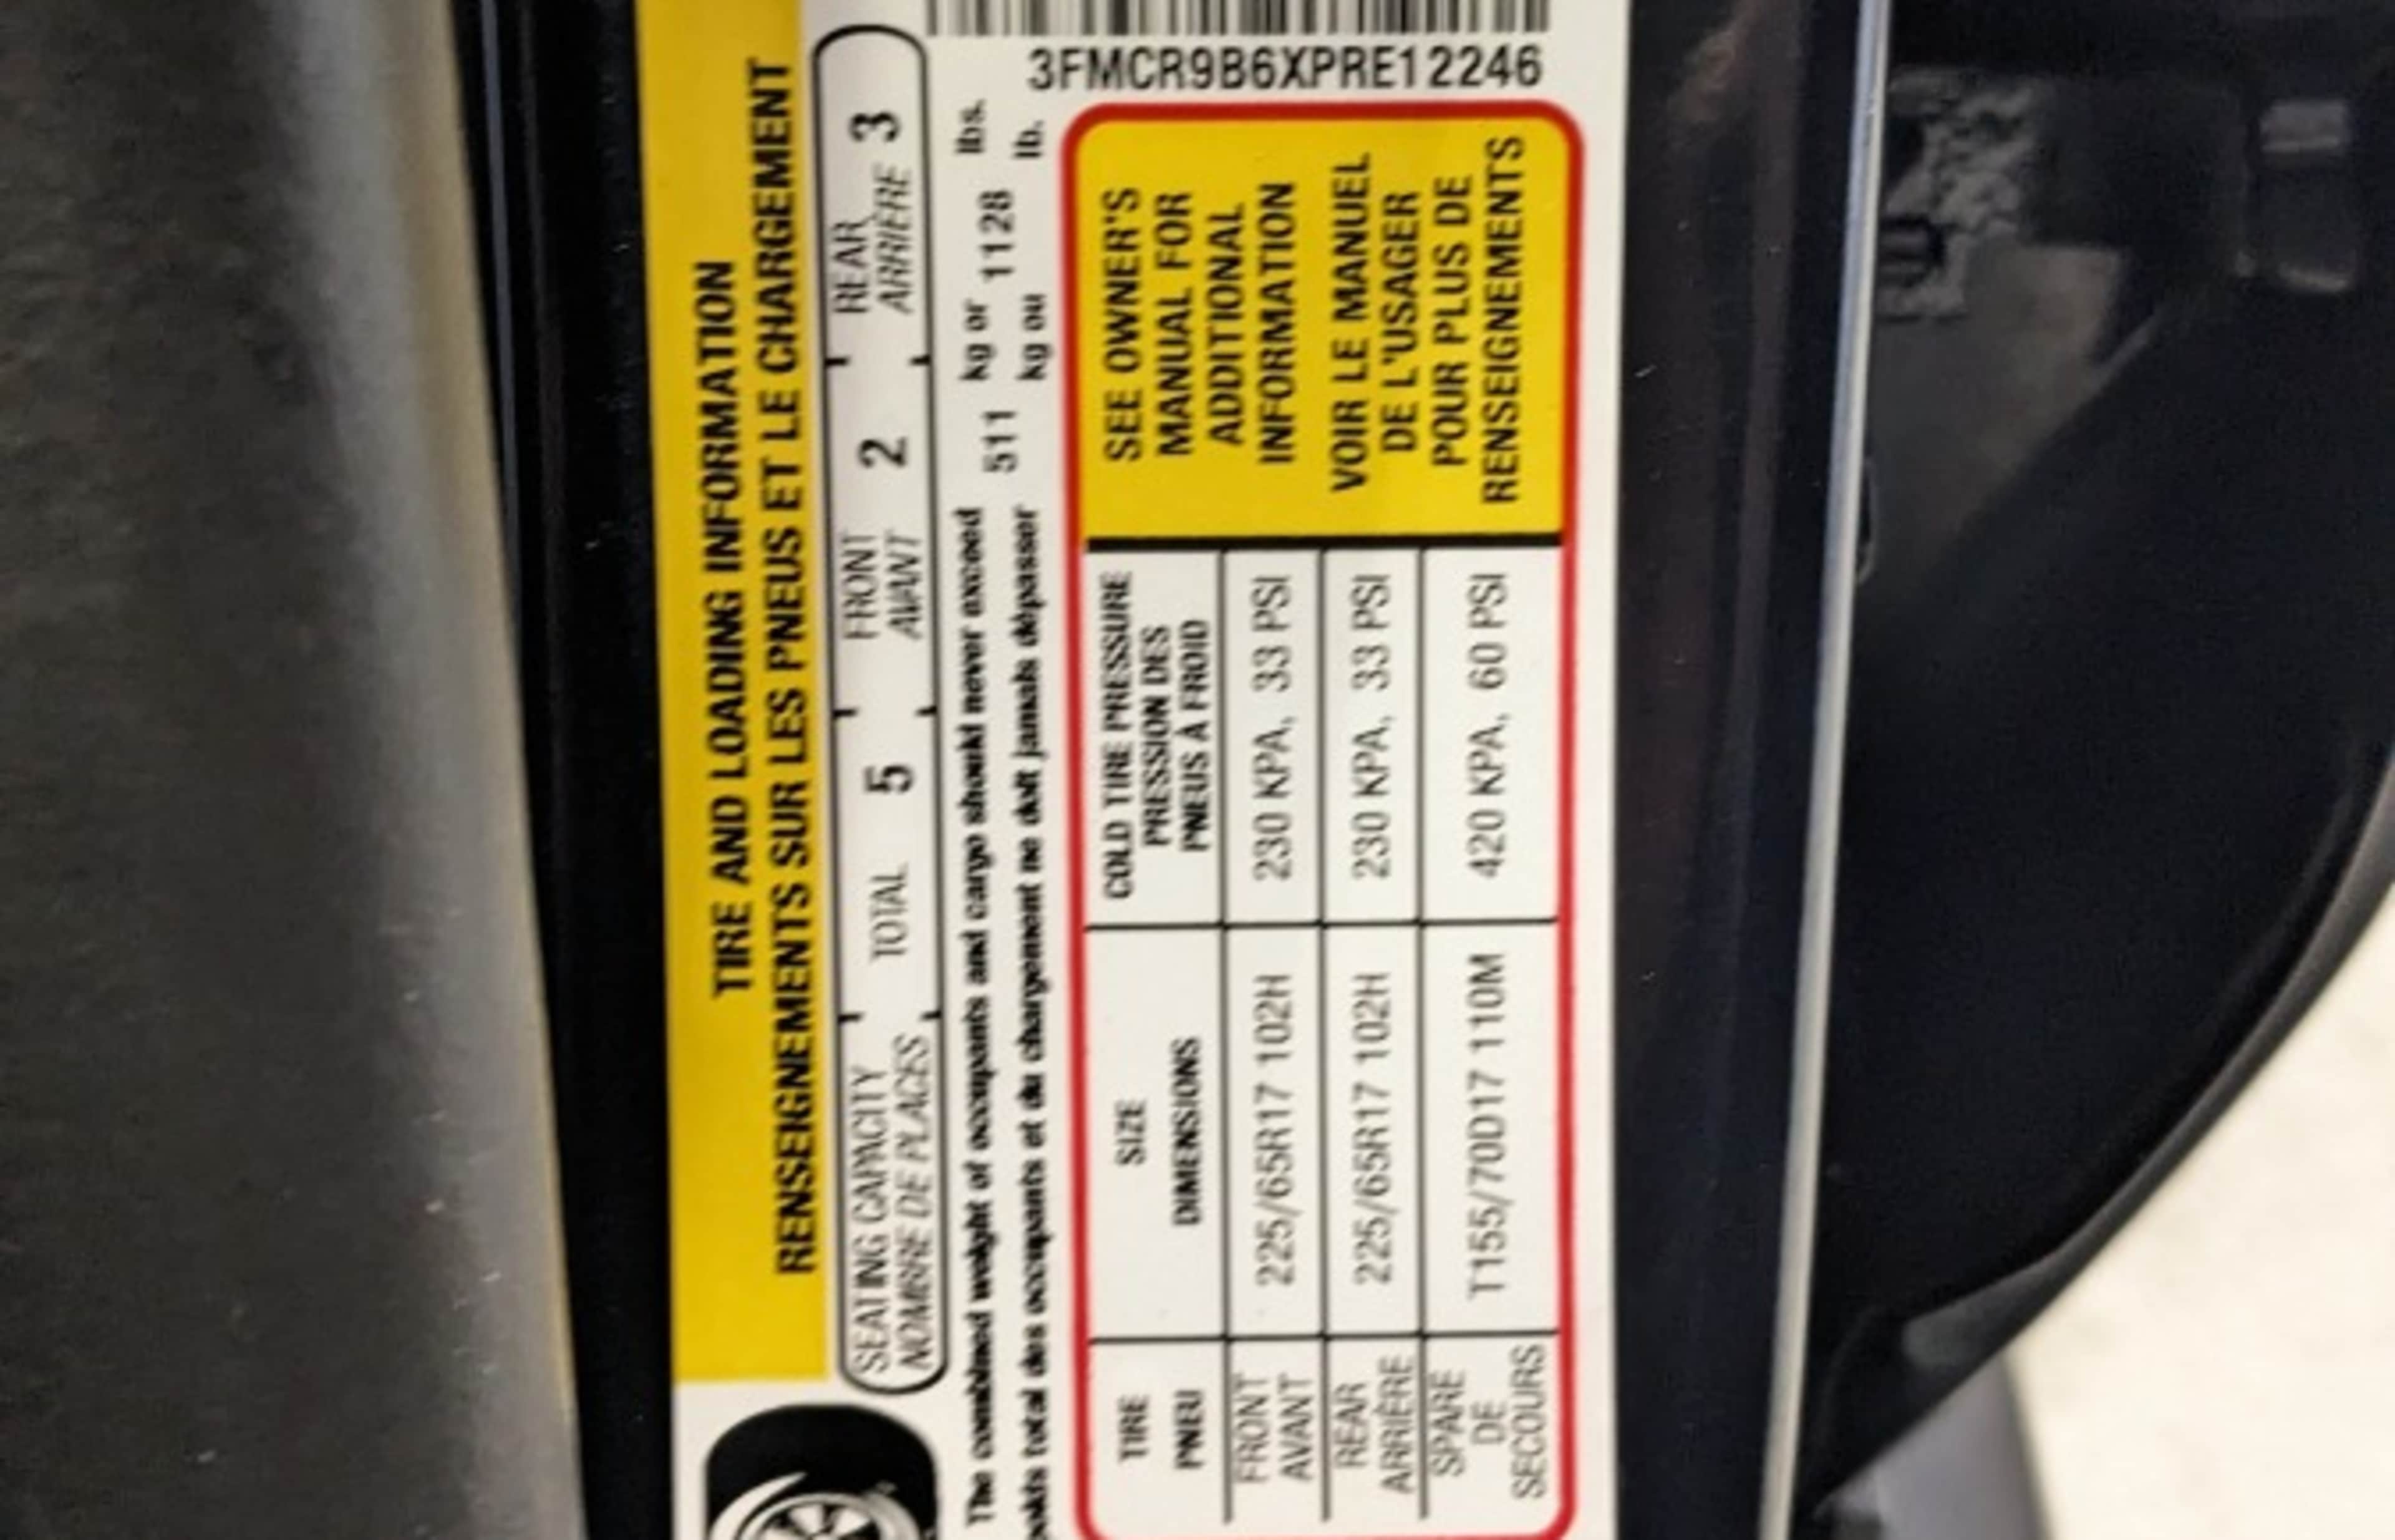 3FMCR9B6XPRE12246
TIRE AND LOADING INFORMATION
RENSEIGNEMENTS SUR LES PNEUS ET LE CHARGEMENT
SEATING CAPACITY TOTAL 5 FRONT 2 REAR 3
NOMBRE DE PLACES AVANT ARRIÈRE
The combined weight of occupants and cargo should never exceed 511 kg or 1128 lbs.
poids total des occupants et du chargement ne doit jamais dépasser kg ou lb.
TIRE SIZE COLD TIRE PRESSURE
PNEU DIMENSIONS PRESSION DES
PNEUS A FROID
FRONT 225/65R17 102H 230 KPA, 33 PSI
AVANT
REAR 225/65R17 102H 230 KPA, 33 PSI
ARRIÈRE
SPARE T155/70D17 110M 420 KPA, 60 PSI
DE
SECOURS
SEE OWNER'S
MANUAL FOR
ADDITIONAL
INFORMATION
VOIR LE MANUEL
DE L'USAGER
POUR PLUS DE
RENSEIGNEMENTS